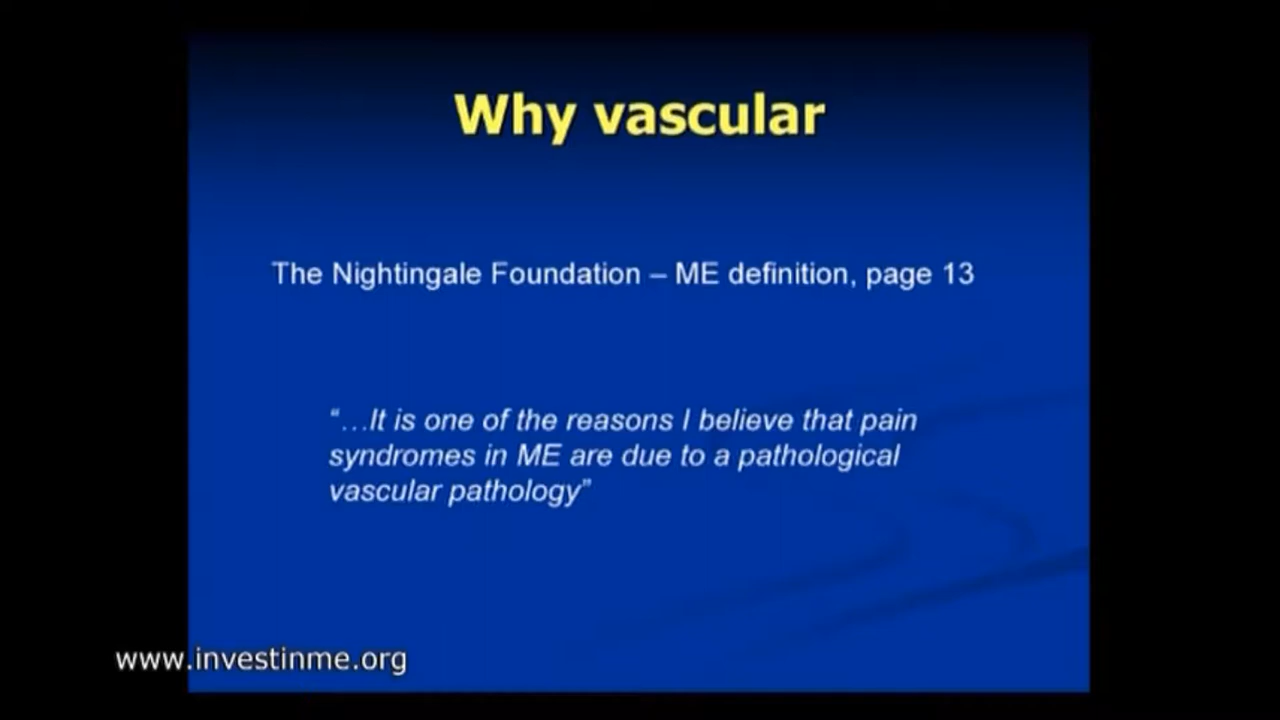 Why vascular
The Nightingale Foundation – ME definition, page 13
“…It is one of the reasons I believe that pain
syndromes in ME are due to a pathological
vascular pathology”
www.investinme.org